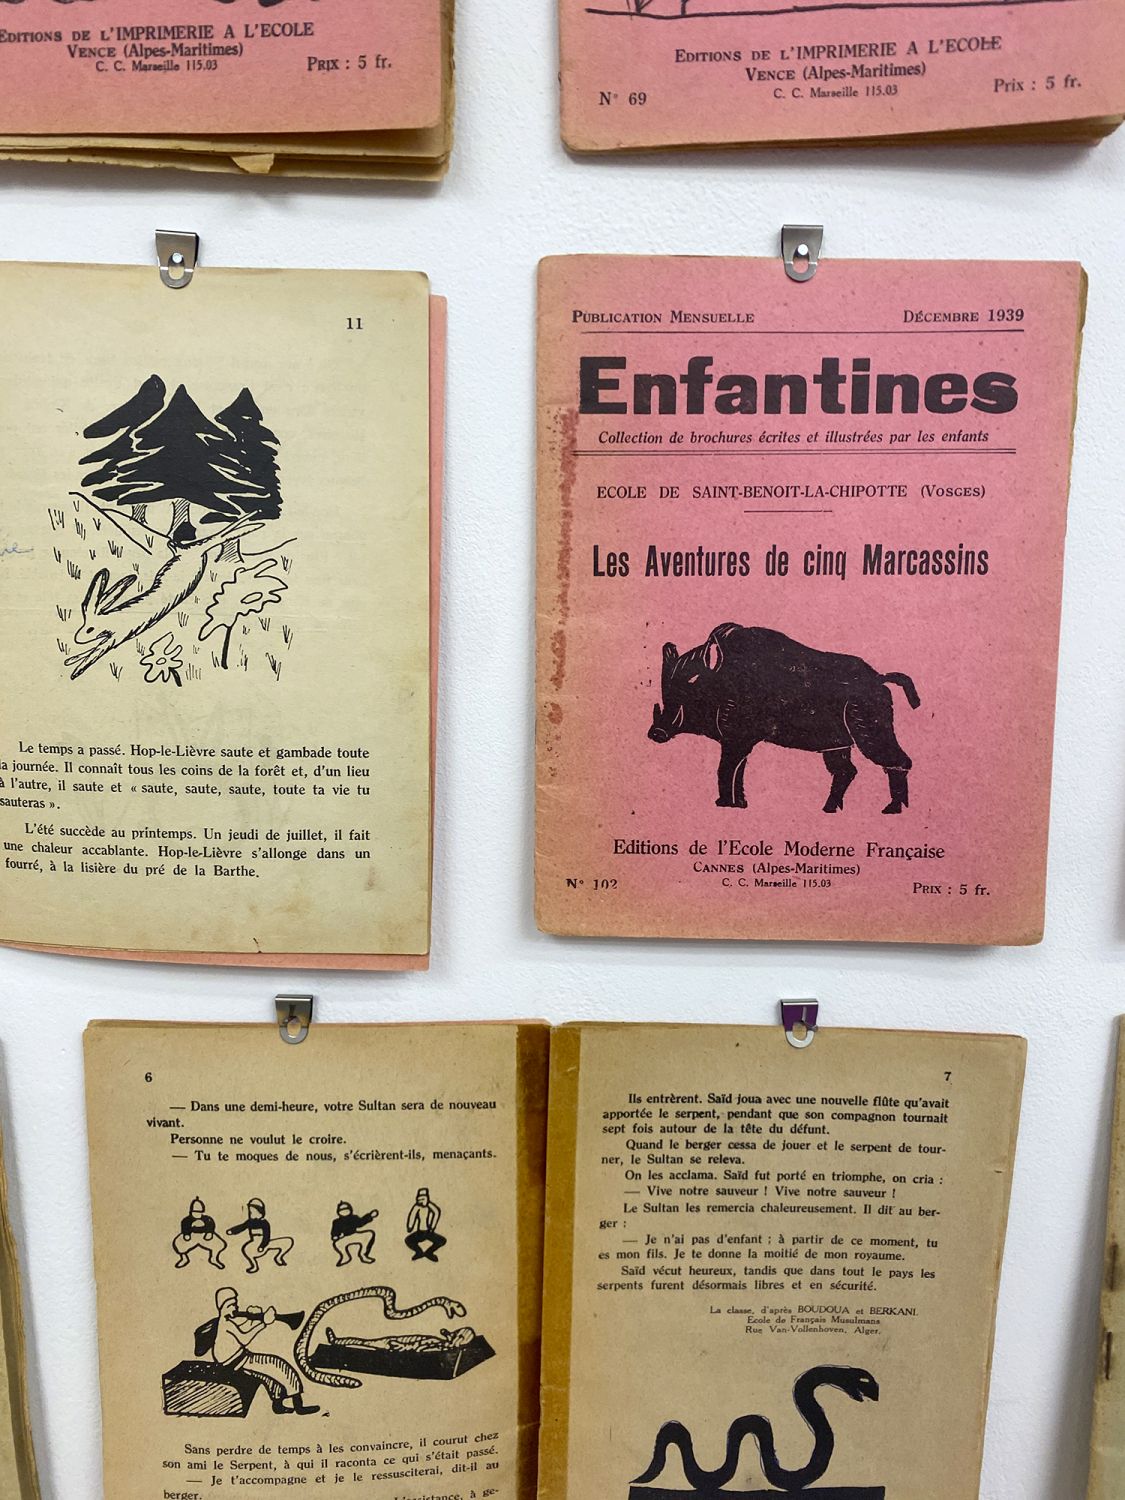 EDITIONS DE L'IMPRIMERIE A L'ECOLE
VENCE (Alpes-Maritimes)
C. C. Marseille 115.03
PRIX : 5 fr.
EDITIONS DE L'IMPRIMERIE A L'ECOLE
VENCE (Alpes-Maritimes)
C. C. Marseille 115.03
N° 69
Prix : 5 fr.
11
Le temps a passé. Hop-le-Lièvre saute et gambade toute
la journée. Il connaît tous les coins de la forêt et, d'un lieu
à l'autre, il saute et « saute, saute, saute, toute ta vie tu
sauteras ».
L'été succède au printemps. Un jeudi de juillet, il fait
une chaleur accablante. Hop-le-Lièvre s'allonge dans un
fourré, à la lisière du pré de la Barthe.
PUBLICATION MENSUELLE
DÉCEMBRE 1939
Enfantines
Collection de brochures écrites et illustrées par les enfants
ECOLE DE SAINT-BENOIT-LA-CHIPOTTE (VOSGES)
Les Aventures de cinq Marcassins
Editions de l'Ecole Moderne Française
CANNES (Alpes-Maritimes)
C. C. Marseille 115.03
N° 102
PRIX : 5 fr.
6
— Dans une demi-heure, votre Sultan sera de nouveau
vivant.
Personne ne voulut le croire.
— Tu te moques de nous, s'écrièrent-ils, menaçants.
Sans perdre de temps à les convaincre, il courut chez
son ami le Serpent, à qui il raconta ce qui s'était passé.
— Je t'accompagne et je le ressusciterai, dit-il au
berger.
7
Ils entrèrent. Saïd joua avec une nouvelle flûte qu'avait
apportée le serpent, pendant que son compagnon tournait
sept fois autour de la tête du défunt.
Quand le berger cessa de jouer et le serpent de tour-
ner, le Sultan se releva.
On les acclama. Saïd fut porté en triomphe, on cria :
— Vive notre sauveur ! Vive notre sauveur !
Le Sultan les remercia chaleureusement. Il dit au ber-
ger :
— Je n'ai pas d'enfant ; à partir de ce moment, tu
es mon fils. Je te donne la moitié de mon royaume.
Saïd vécut heureux, tandis que dans tout le pays les
serpents furent désormais libres et en sécurité.
La classe, d'après BOUDOUA et BERKANI.
Ecole de Français Musulmans
Rue Van-Vollenhoven, Alger.